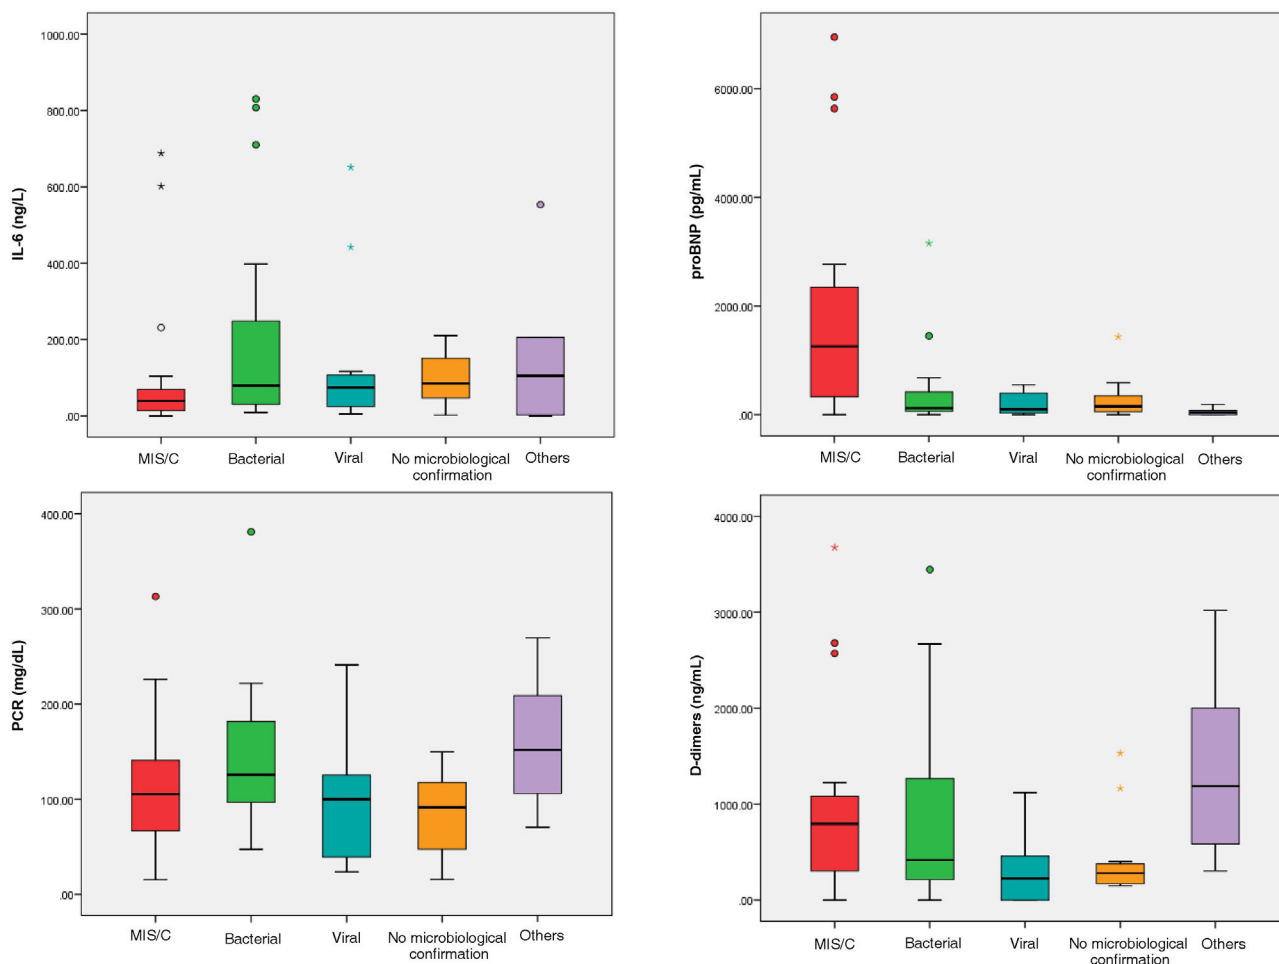 1000.00
800.00
600.00
400.00
200.00
.00
IL-6 (ng/L)
MIS/C
Bacterial
Viral
No microbiological
confirmation
Others
6000.00
4000.00
2000.00
.00
proBNP (pg/mL)
MIS/C
Bacterial
Viral
No microbiological
confirmation
Others
400.00
300.00
200.00
100.00
.00
PCR (mg/dL)
MIS/C
Bacterial
Viral
No microbiological
confirmation
Others
4000.00
3000.00
2000.00
1000.00
.00
D-dimers (ng/mL)
MIS/C
Bacterial
Viral
No microbiological
confirmation
Others